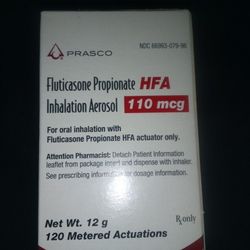 PRASCO
NDC 66993-079-96
Fluticasone Propionate HFA
Inhalation Aerosol 110 mcg
For oral inhalation with
Fluticasone Propionate HFA actuator only.
Attention Pharmacist: Detach Patient Information
leaflet from package insert and dispense with inhaler.
See prescribing information for dosage information.
Net Wt. 12 g
120 Metered Actuations
Rx only